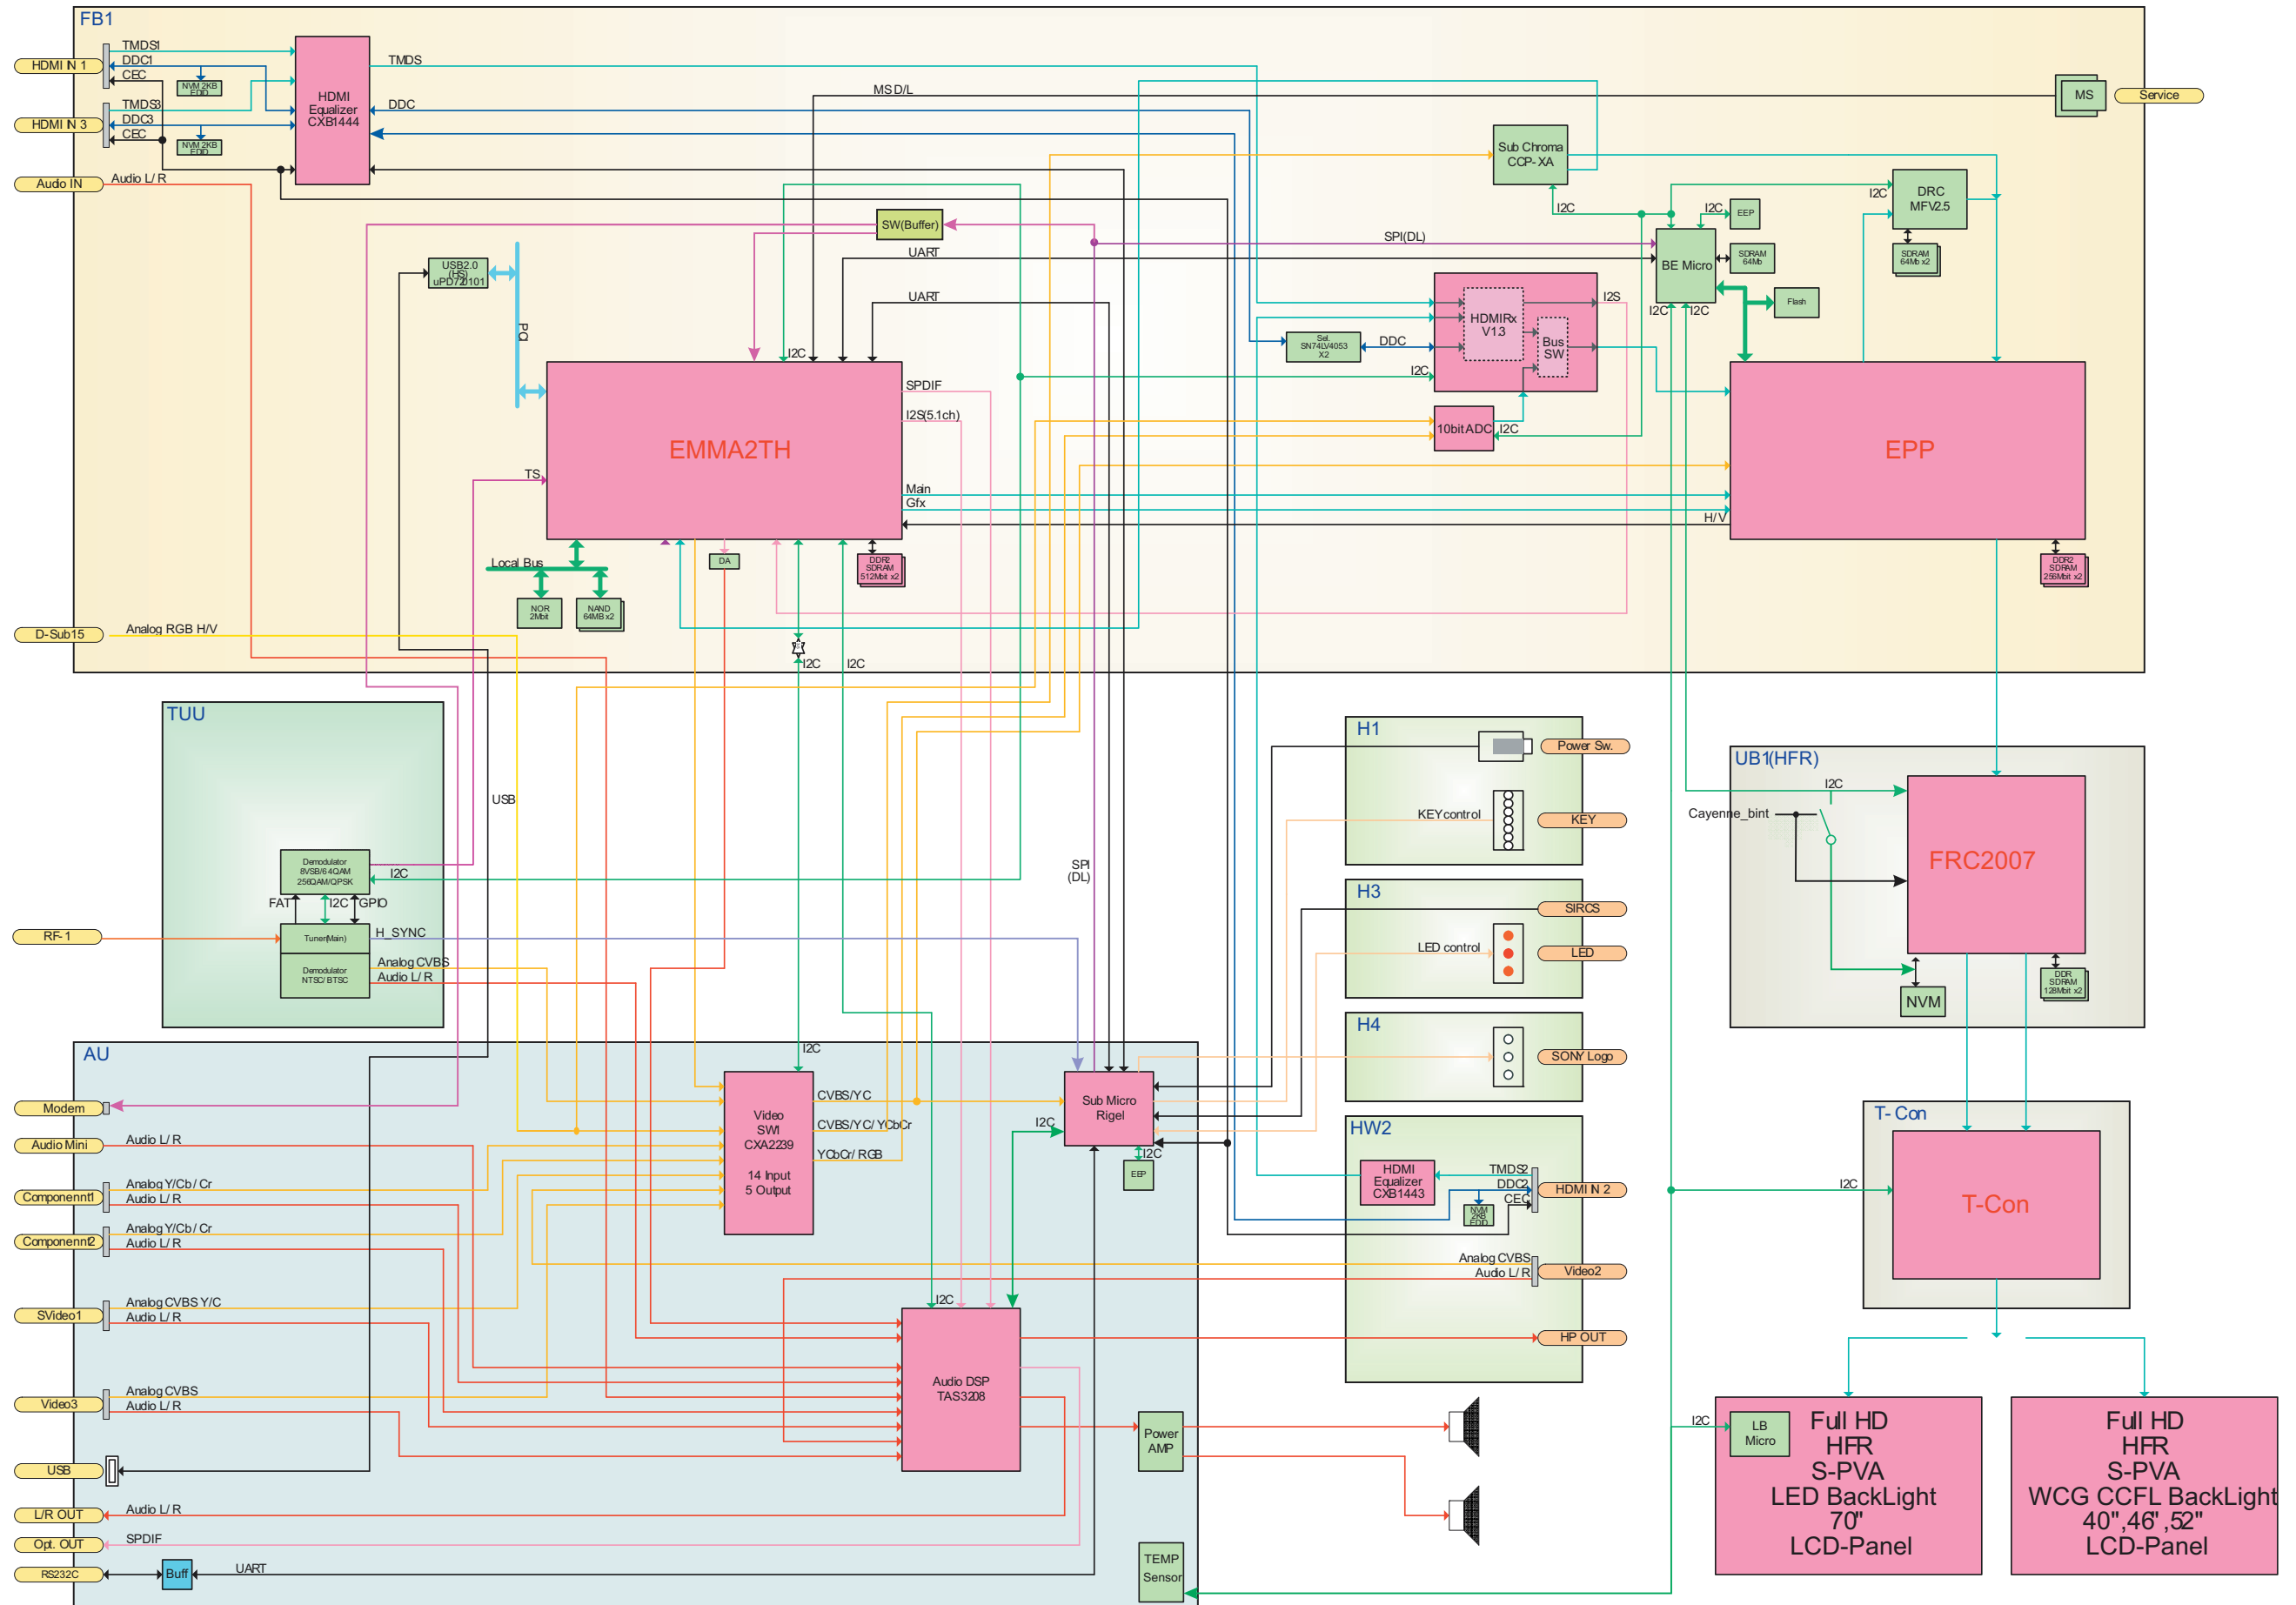 FB1
HDMI IN 1
TMDS1
DDC1
CEC
NVM 2KB
EDID
HDMI IN 3
TMDS3
DDC3
CEC
NVM 2KB
EDID
HDMI
Equalizer
CXB1444
TMDS
DDC
MS D/L
MS
Service
Audio IN
Audio L/R
Sub Chroma
CCP-XA
I2C
DRC
MFV2.5
I2C
SDRAM
64Mb x2
I2C
EEP
SW(Buffer)
SPI(DL)
UART
UART
BE Micro
SDRAM
64Mb
Flash
I2C
I2C
USB2.0
(HS)
uPD720101
PCI
I2C
Sel.
SN74LV4053
X2
DDC
I2C
HDMIRx
V1.3
Bus
SW
I2S
10bit ADC
I2C
EMMA2TH
SPDIF
I2S(5.1ch)
TS
Main
Gfx
H/V
EPP
Local Bus
DA
DDR2
SDRAM
512Mbit x2
NOR
2Mbit
NAND
64MB x2
DDR2
SDRAM
256Mbit x2
D-Sub15
Analog RGB H/V
I2C
I2C
TUU
USB
Demodulator
8VSB/64QAM
256QAM/QPSK
I2C
FAT
I2C
GPIO
RF-1
Tuner(Main)
H_SYNC
Demodulator
NTSC/BTSC
Analog CVBS
Audio L/R
SPI
(DL)
H1
Power Sw.
KEY control
KEY
H3
SIRCS
LED control
LED
H4
SONY Logo
UB1(HFR)
I2C
Cayenne_bint
FRC2007
NVM
DDR
SDRAM
128Mbit x2
AU
I2C
Modem
Audio Mini
Audio L/R
Componennt1
Analog Y/Cb/Cr
Audio L/R
Componennt2
Analog Y/Cb/Cr
Audio L/R
SVideo1
Analog CVBS Y/C
Audio L/R
Video3
Analog CVBS
Audio L/R
USB
L/R OUT
Audio L/R
Opt. OUT
SPDIF
RS232C
Buff
UART
Video
SW1
CXA2239
14 Input
5 Output
CVBS/YC
CVBS/YC/YCbCr
YCbCr/RGB
Sub Micro
Rigel
I2C
I2C
EEP
I2C
Audio DSP
TAS3208
Power
AMP
TEMP
Sensor
HW2
HDMI
Equalizer
CXB1443
TMDS2
DDC2
CEC
NVM
2KB
EDID
HDMI IN 2
Analog CVBS
Audio L/R
Video2
HP OUT
T-Con
I2C
T-Con
I2C
LB
Micro
Full HD
HFR
S-PVA
LED BackLight
70"
LCD-Panel
Full HD
HFR
S-PVA
WCG CCFL BackLight
40",46",52"
LCD-Panel